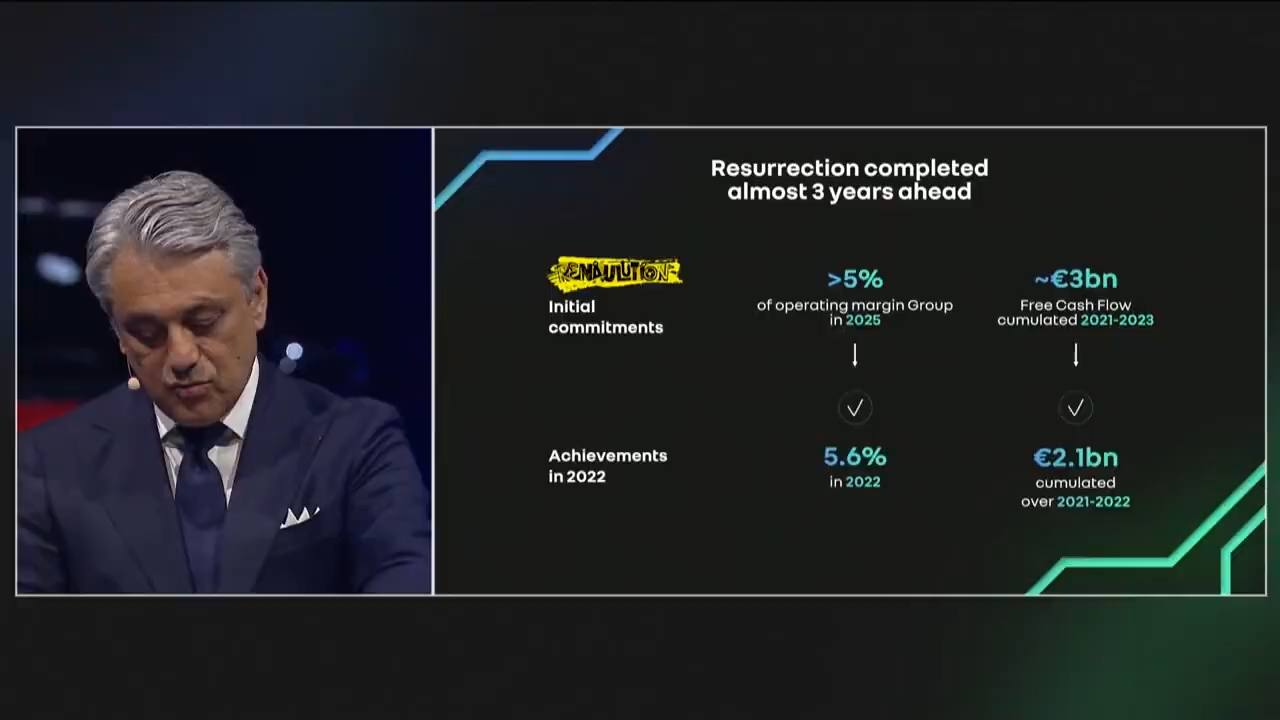 Resurrection completed
almost 3 years ahead
RENAULUTION
Initial
commitments
>5%
of operating margin Group
in 2025
~€3bn
Free Cash Flow
cumulated 2021-2023
Achievements
in 2022
5.6%
in 2022
€2.1bn
cumulated
over 2021-2022